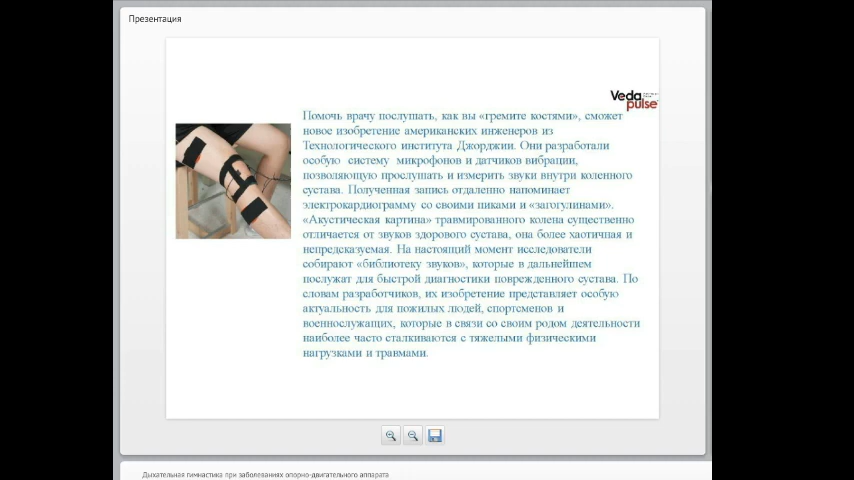 Презентация
Veda
pulse
Помочь врачу послушать, как вы «гремите костями», сможет
новое изобретение американских инженеров из
Технологического института Джорджии. Они разработали
особую систему микрофонов и датчиков вибрации,
позволяющую прослушать и измерить звуки внутри коленного
сустава. Полученная запись отдаленно напоминает
электрокардиограмму со своими пиками и «загогулинами».
«Акустическая картина» травмированного колена существенно
отличается от звуков здорового сустава, она более хаотичная и
непредсказуемая. На настоящий момент исследователи
собирают «библиотеку звуков», которые в дальнейшем
послужат для быстрой диагностики поврежденного сустава. По
словам разработчиков, их изобретение представляет особую
актуальность для пожилых людей, спортсменов и
военнослужащих, которые в связи со своим родом деятельности
наиболее часто сталкиваются с тяжелыми физическими
нагрузками и травмами.
Дыхательная гимнастика при заболеваниях опорно-двигательного аппарата